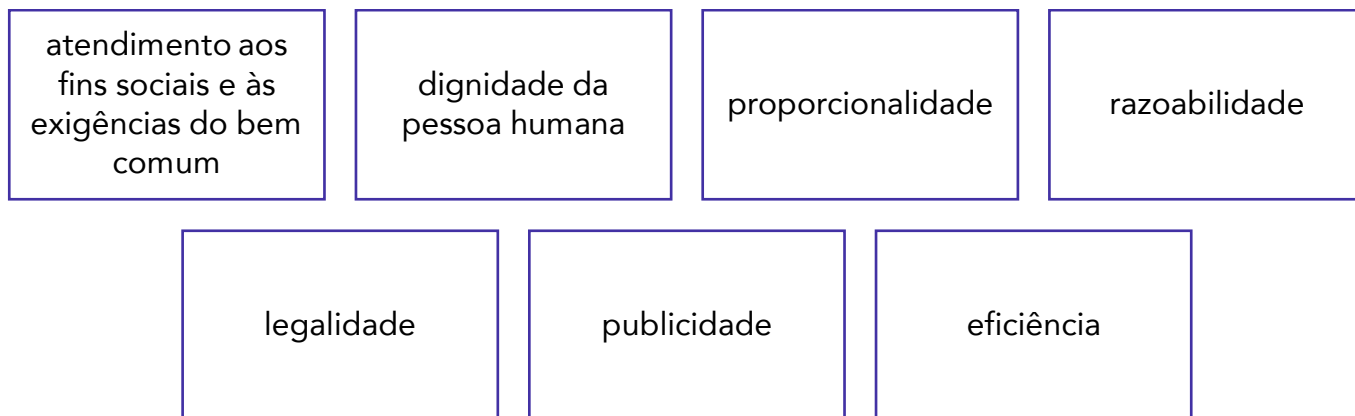 atendimento aos
fins sociais e às
exigências do bem
comum
dignidade da
pessoa humana
proporcionalidade
razoabilidade
legalidade
publicidade
eficiência